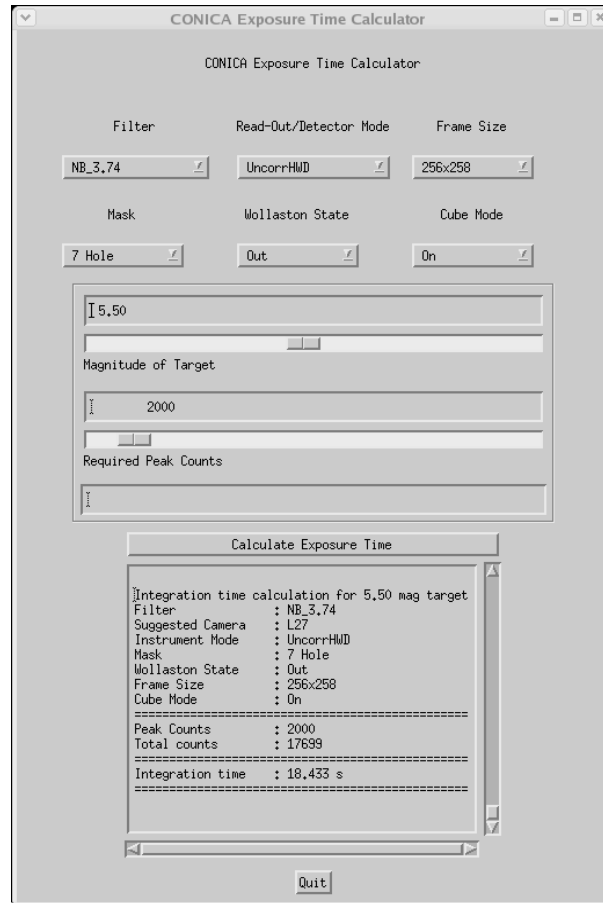 CONICA Exposure Time Calculator
CONICA Exposure Time Calculator
Filter Read-Out/Detector Mode Frame Size
NB_3.74 UncorrHWD 256x258
Mask Wollaston State Cube Mode
7 Hole Out On
5.50
Magnitude of Target
2000
Required Peak Counts
Calculate Exposure Time
Integration time calculation for 5.50 mag target
Filter : NB_3.74
Suggested Camera : L27
Instrument Mode : UncorrHWD
Mask : 7 Hole
Wollaston State : Out
Frame Size : 256x258
Cube Mode : On
================================================
Peak Counts : 2000
Total counts : 17699
================================================
Integration time : 18.433 s
================================================
Quit